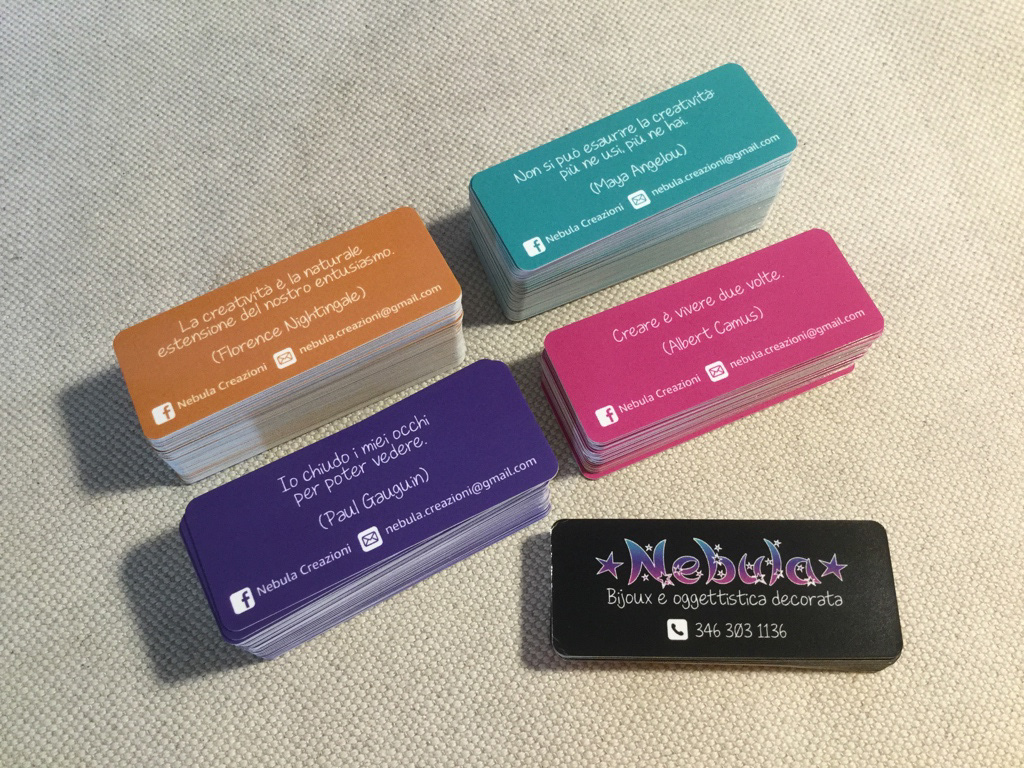 Non si può esaurire la creatività
più ne usi, più ne hai.
(Maya Angelou)
Nebula Creazioni nebula.creazioni@gmail.com
La creatività è la naturale
estensione del nostro entusiasmo.
(Florence Nightingale)
Nebula Creazioni nebula.creazioni@gmail.com
Creare è vivere due volte.
(Albert Camus)
Nebula Creazioni nebula.creazioni@gmail.com
Io chiudo i miei occhi
per poter vedere.
(Paul Gauguin)
Nebula Creazioni nebula.creazioni@gmail.com
Nebula
Bijoux e oggettistica decorata
346 303 1136